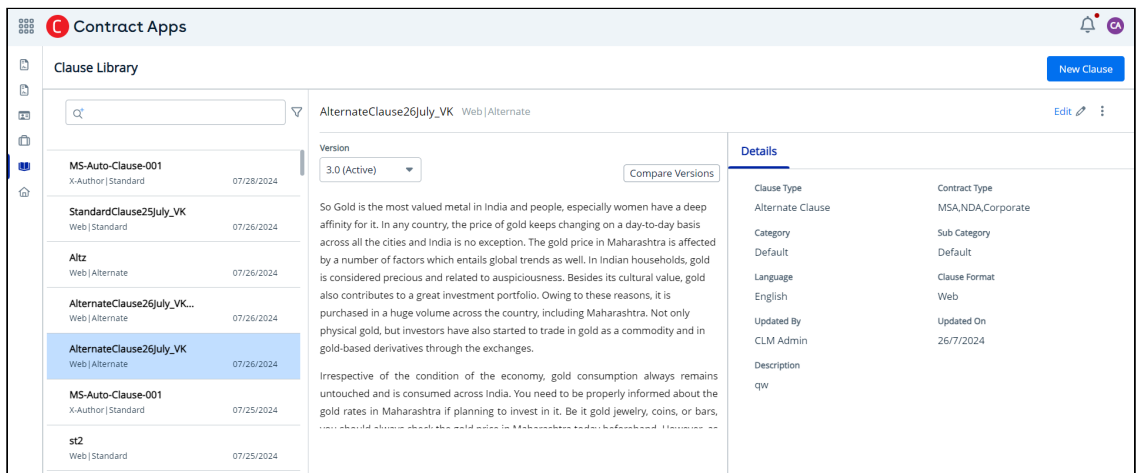 Contract Apps
CA
Clause Library
New Clause
MS-Auto-Clause-001
X-Author|Standard 07/28/2024
StandardClause25July_VK
Web|Standard 07/26/2024
Altz
Web|Alternate 07/26/2024
AlternateClause26July_VK...
Web|Alternate 07/26/2024
AlternateClause26July_VK
Web|Alternate 07/26/2024
MS-Auto-Clause-001
X-Author|Standard 07/25/2024
st2
Web|Standard 07/25/2024
AlternateClause26July_VK Web|Alternate
Edit
Version
3.0 (Active)
Compare Versions
So Gold is the most valued metal in India and people, especially women have a deep
affinity for it. In any country, the price of gold keeps changing on a day-to-day basis
across all the cities and India is no exception. The gold price in Maharashtra is affected
by a number of factors which entails global trends as well. In Indian households, gold
is considered precious and related to auspiciousness. Besides its cultural value, gold
also contributes to a great investment portfolio. Owing to these reasons, it is
purchased in a huge volume across the country, including Maharashtra. Not only
physical gold, but investors have also started to trade in gold as a commodity and in
gold-based derivatives through the exchanges.
Irrespective of the condition of the economy, gold consumption always remains
untouched and is consumed across India. You need to be properly informed about the
gold rates in Maharashtra if planning to invest in it. Be it gold jewelry, coins, or bars,
you should always check the gold price in Maharashtra today beforehand. However, as
Details
Clause Type
Alternate Clause
Contract Type
MSA,NDA,Corporate
Category
Default
Sub Category
Default
Language
English
Clause Format
Web
Updated By
CLM Admin
Updated On
26/7/2024
Description
qw